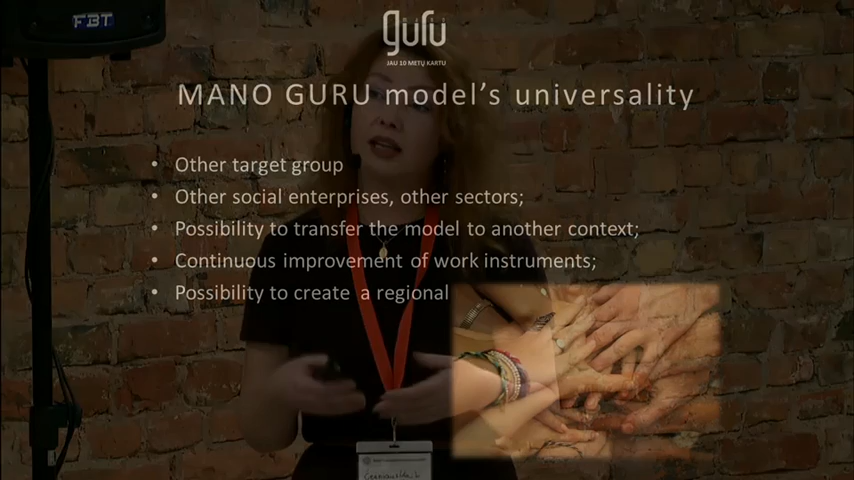 FBT
mano
guru
JAU 10 METŲ KARTU
MANO GURU model's universality
• Other target group
• Other social enterprises, other sectors;
• Possibility to transfer the model to another context;
• Continuous improvement of work instruments;
• Possibility to create a regional